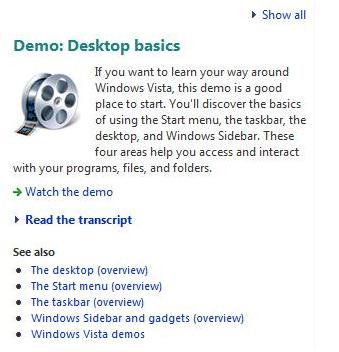 Show all
Demo: Desktop basics
If you want to learn your way around
Windows Vista, this demo is a good
place to start. You'll discover the basics
of using the Start menu, the taskbar, the
desktop, and Windows Sidebar. These
four areas help you access and interact
with your programs, files, and folders.
Watch the demo
Read the transcript
See also
The desktop (overview)
The Start menu (overview)
The taskbar (overview)
Windows Sidebar and gadgets (overview)
Windows Vista demos